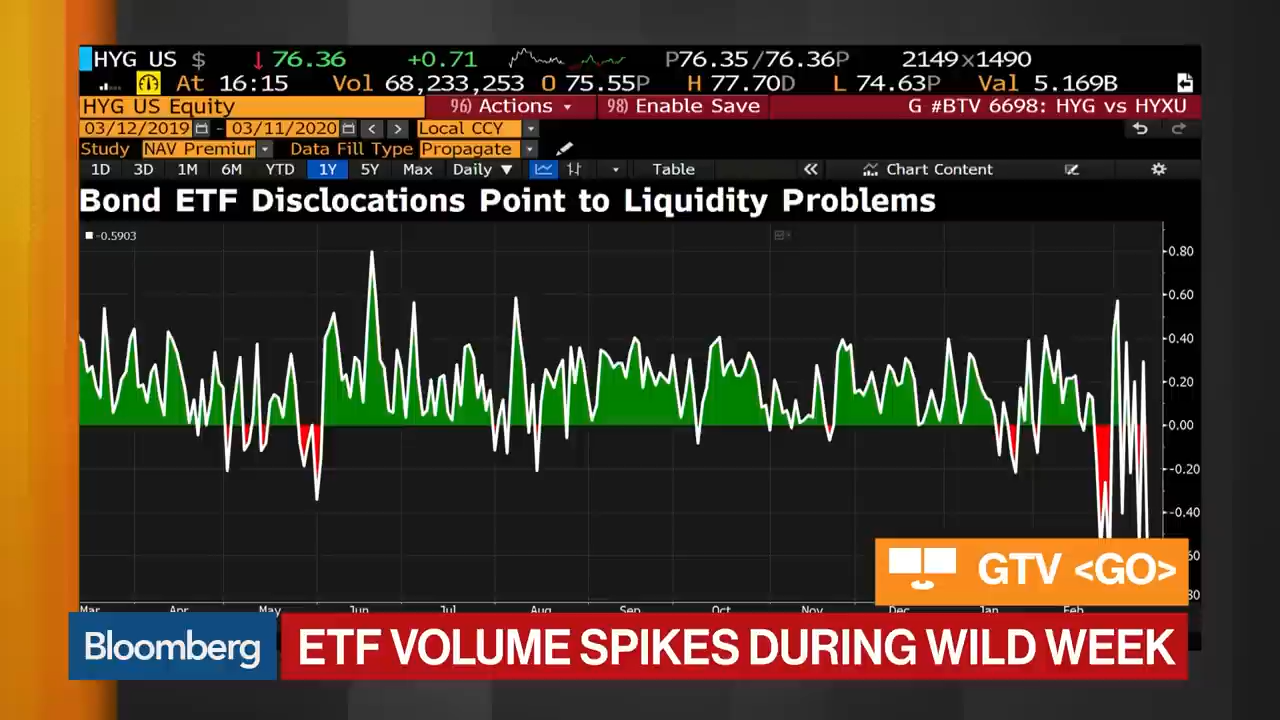 HYG US $ ↓ 76.36 +0.71 P76.35/76.36P 2149x1490
At 16:15 Vol 68,233,253 O 75.55P H 77.70D L 74.63P Val 5.169B
HYG US Equity 96) Actions 98) Enable Save G #BTV 6698: HYG vs HYXU
03/12/2019 - 03/11/2020 < > Local CCY
Study NAV Premiur Data Fill Type Propagate
1D 3D 1M 6M YTD 1Y 5Y Max Daily ▼ Table « Chart Content
Bond ETF Disclocations Point to Liquidity Problems
-0.5903
0.80
0.60
0.40
0.20
0.00
-0.20
-0.40
60
80
Mar Apr May Jun Jul Aug Sep Oct Nov Dec Jan Feb
GTV <GO>
Bloomberg
ETF VOLUME SPIKES DURING WILD WEEK